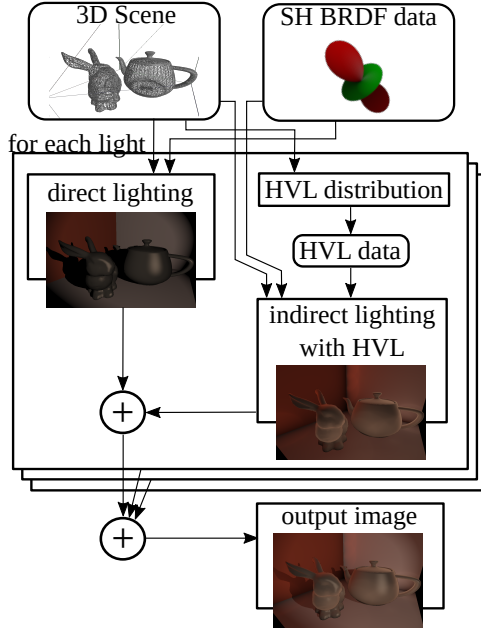 3D Scene
SH BRDF data
for each light
direct lighting
HVL distribution
HVL data
indirect lighting
with HVL
+
+
output image